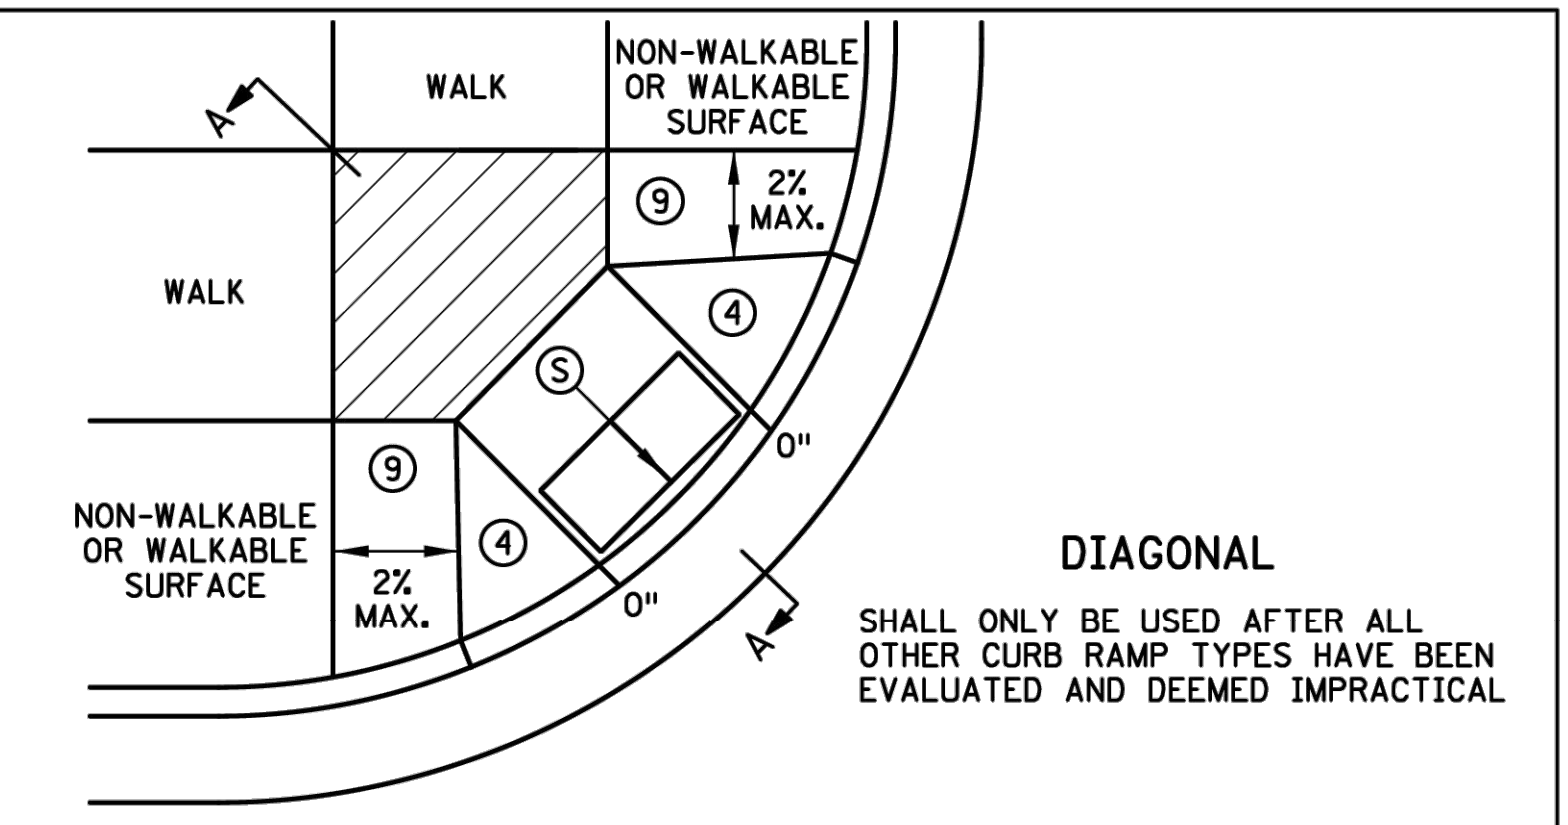 NON-WALKABLE
OR WALKABLE
SURFACE
WALK
A
9
2%
MAX.
WALK
4
S
0"
9
NON-WALKABLE
OR WALKABLE
SURFACE
4
2%
MAX.
0"
A
DIAGONAL
SHALL ONLY BE USED AFTER ALL
OTHER CURB RAMP TYPES HAVE BEEN
EVALUATED AND DEEMED IMPRACTICAL